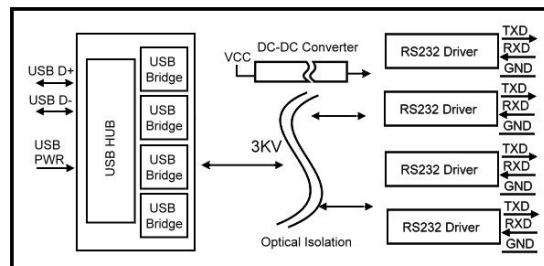 USB D+
USB D-
USB
PWR
USB HUB
USB
Bridge
USB
Bridge
USB
Bridge
USB
Bridge
DC-DC Converter
VCC
3KV
Optical Isolation
RS232 Driver
TXD
RXD
GND
RS232 Driver
TXD
RXD
GND
RS232 Driver
TXD
RXD
GND
RS232 Driver
TXD
RXD
GND